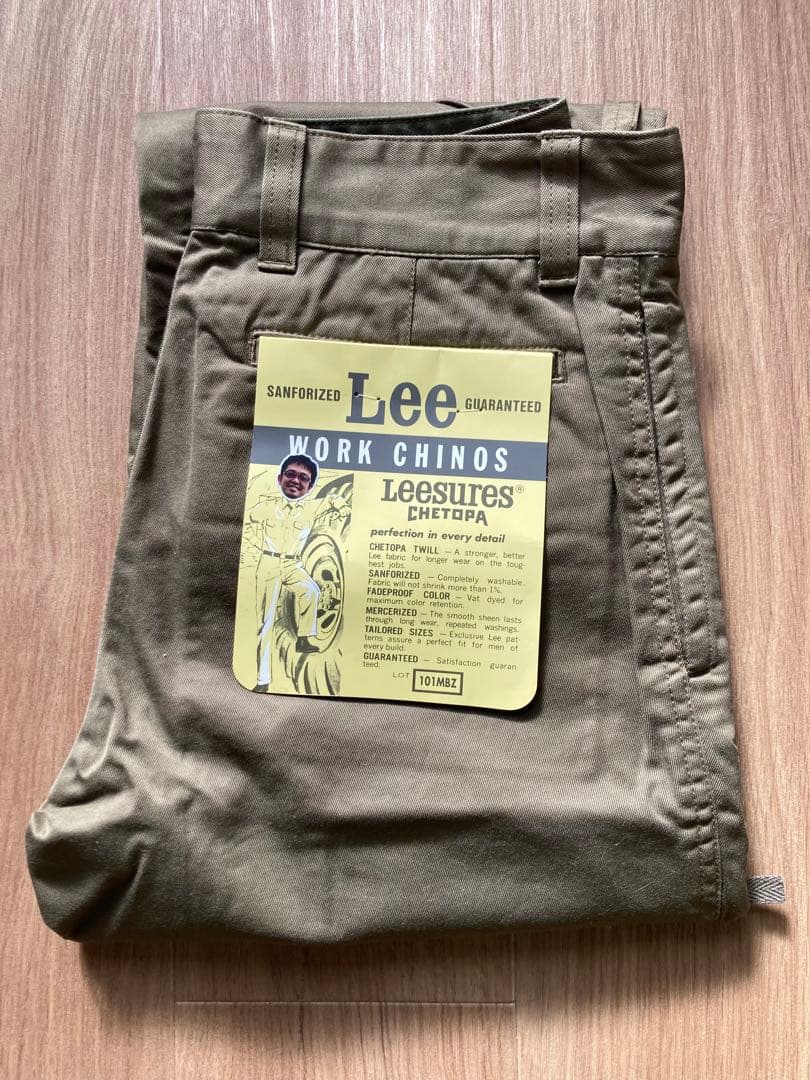 SANFORIZED Lee GUARANTEED
WORK CHINOS
Leesures®
CHETOPA
perfection in every detail
CHETOPA TWILL — A stronger, better
Lee fabric for longer wear on the toug-
hest jobs.
SANFORIZED — Completely washable.
Fabric will not shrink more than 1%.
FADEPROOF COLOR — Vat dyed for
maximum color retention.
MERCERIZED — The smooth sheen lasts
through long wear, repeated washings.
TAILORED SIZES — Exclusive Lee pat-
terns assure a perfect fit for men of
every build.
GUARANTEED — Satisfaction guaran-
teed.
LOT 101MBZ